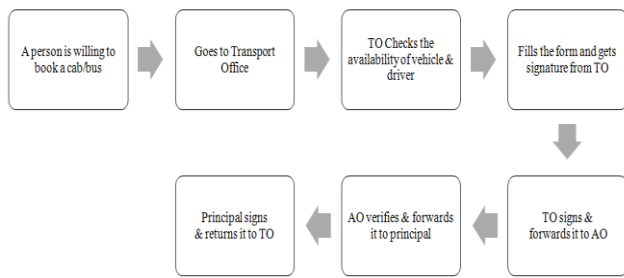 A person is willing to
book a cab/bus
Goes to Transport
Office
TO Checks the
availability of vehicle &
driver
Fills the form and gets
signature from TO
TO signs &
forwards it to AO
AO verifies & forwards
it to principal
Principal signs
& returns it to TO